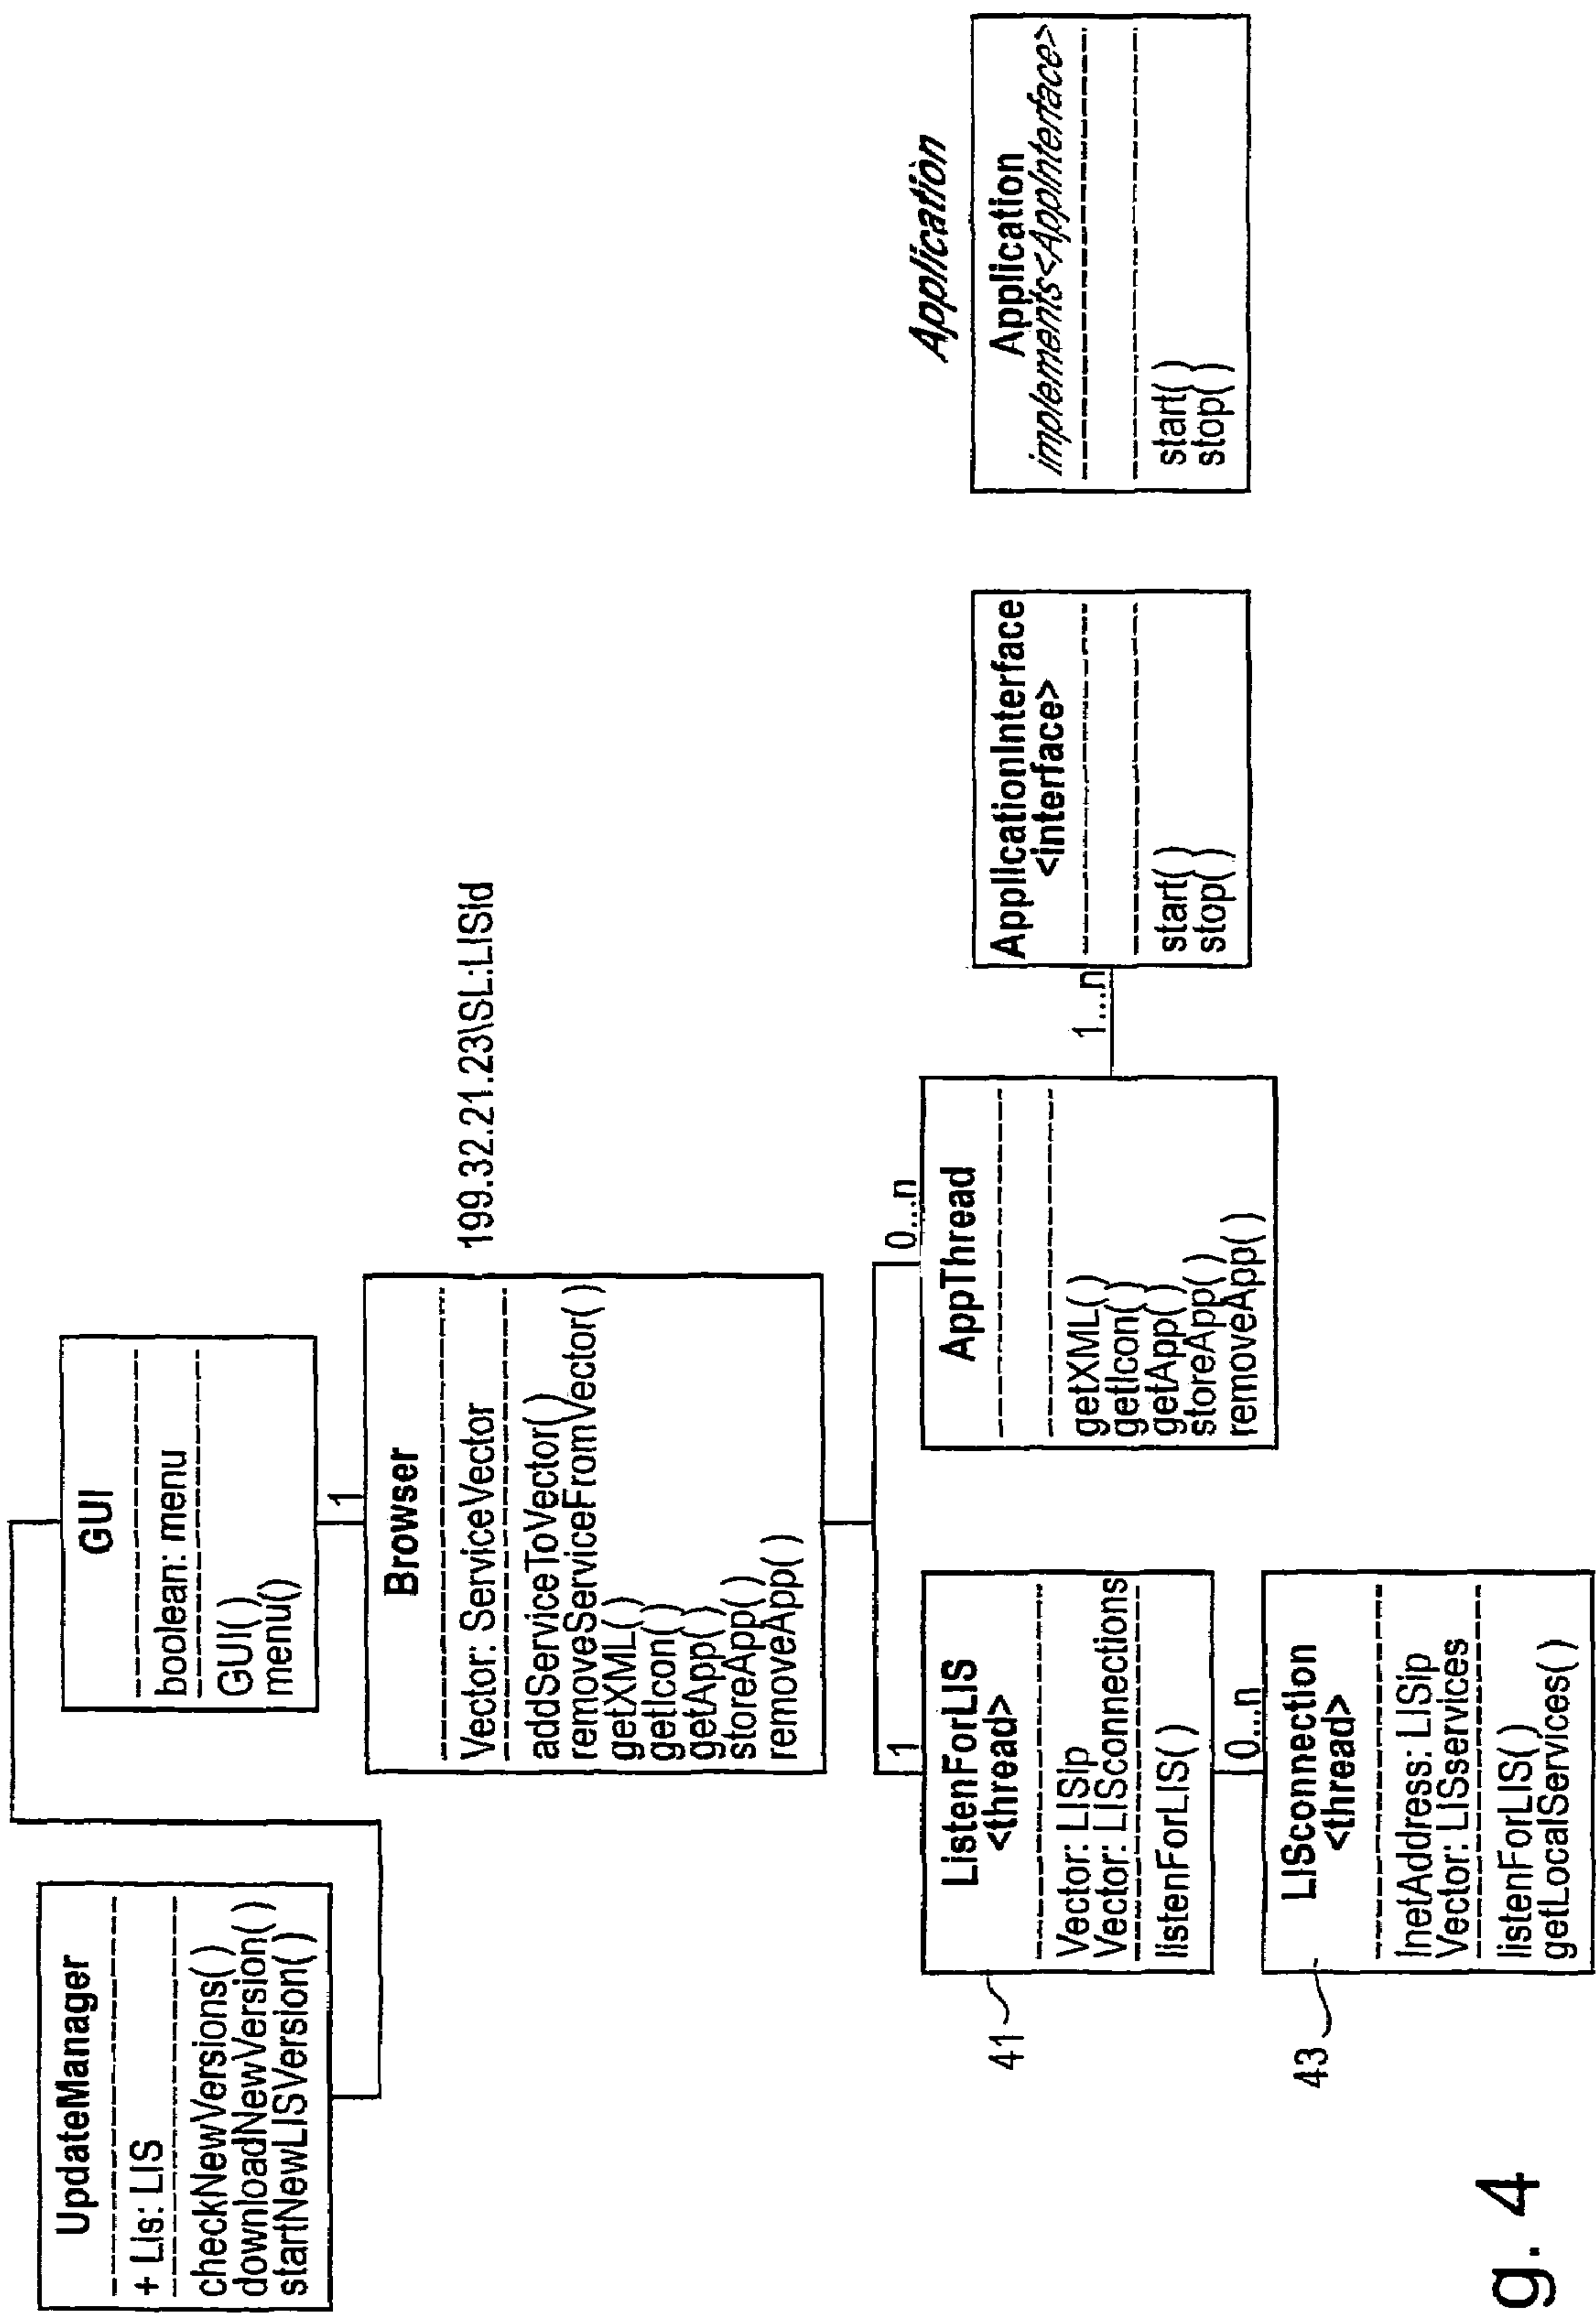 UpdateManager
+ Lis: LIS
checkNewVersions( )
downloadNewVersion( )
startNewLISVersion( )
GUI
boolean: menu
GUI()
menu()
1
Browser
Vector: ServiceVector
addServiceToVector( )
removeServiceFromVector( )
getXML( )
getIcon( )
getApp( )
storeApp( )
removeApp( )
199.32.21.23\SL:LISid
1
ListenForLIS
<thread>
Vector: LISip
Vector: LISconnections
listenForLIS( )
41
0...n
LISconnection
<thread>
InetAddress: LISip
Vector: LISservices
listenForLIS( )
getLocalServices( )
43
0...n
AppThread
getXML( )
getIcon( )
getApp( )
storeApp( )
removeApp( )
1...n
ApplicationInterface
<interface>
start( )
stop( )
Application
Application
implements<AppInterface>
start( )
stop( )
g. 4